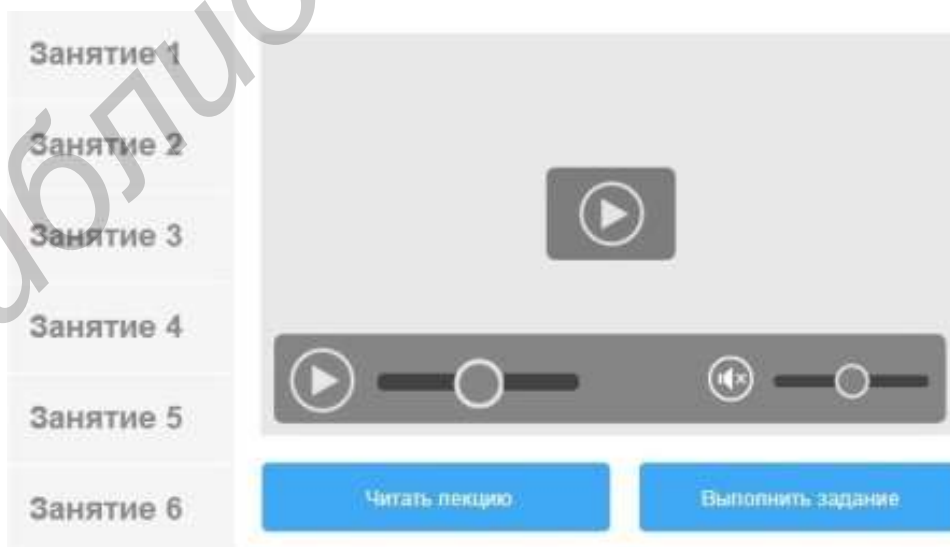 Занятие 1
Занятие 2
Занятие 3
Занятие 4
Занятие 5
Занятие 6
Читать лекцию
Выполнить задание